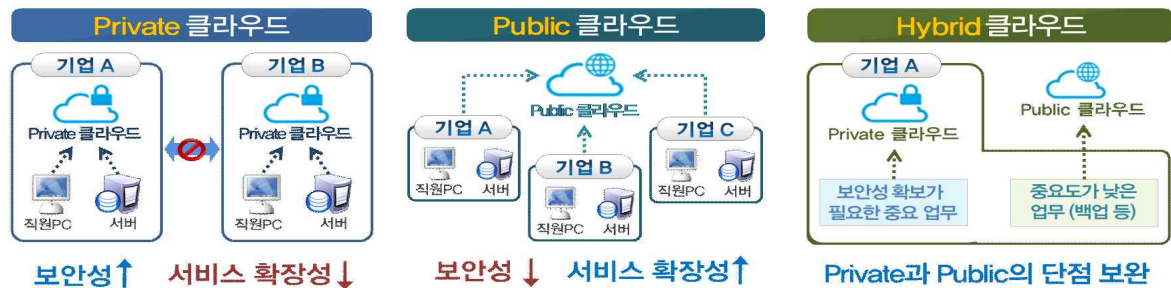 Private 클라우드
기업 A
Private 클라우드
직원PC
서버
기업 B
Private 클라우드
직원PC
서버
보안성↑
서비스 확장성↓
Public 클라우드
Public 클라우드
기업 A
직원PC
서버
기업 B
직원PC
서버
기업 C
직원PC
서버
보안성↓
서비스 확장성↑
Hybrid 클라우드
기업 A
Private 클라우드
보안성 확보가
필요한 중요 업무
Public 클라우드
중요도가 낮은
업무 (백업 등)
Private과 Public의 단점 보완